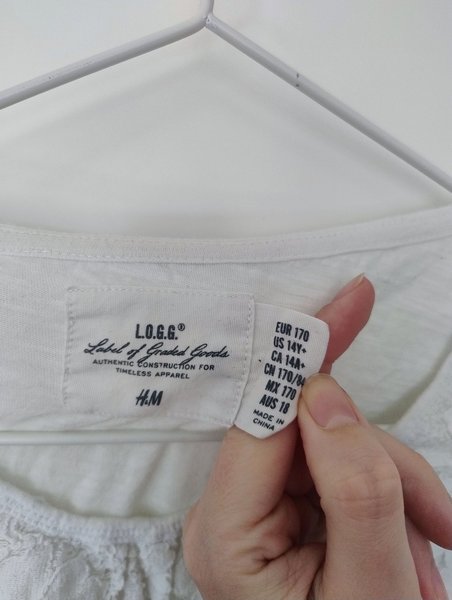 L.O.G.G.®
Label of Graded Goods
AUTHENTIC CONSTRUCTION FOR
TIMELESS APPAREL
H&M
EUR 170
US 14Y+
CA 14A+
CN 170/84
MX 170
AUS 18
MADE IN
CHINA